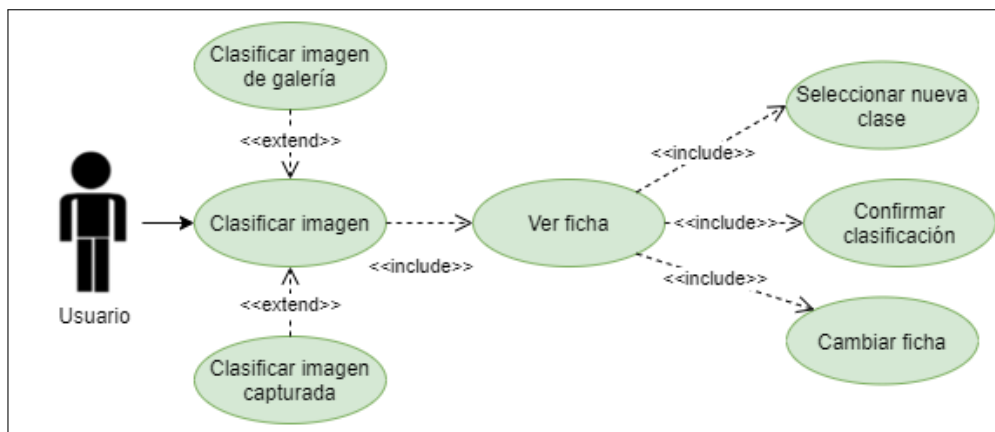 Clasificar imagen
de galería
<<extend>>
Clasificar imagen
<<include>>
<<extend>>
Clasificar imagen
capturada
Usuario
Ver ficha
<<include>>
Seleccionar nueva
clase
<<include>>
Confirmar
clasificación
<<include>>
Cambiar ficha